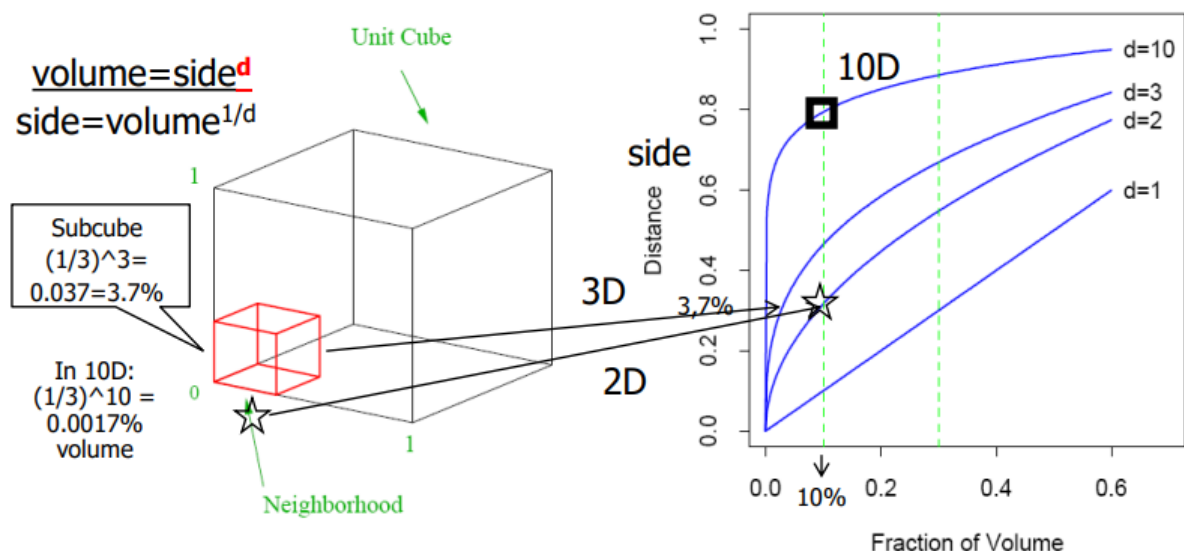 volume=side^d
side=volume^1/d
Unit Cube
1
Subcube
(1/3)^3=
0.037=3.7%
In 10D:
(1/3)^10 =
0.0017%
volume
0
1
Neighborhood
3D
2D
side
Distance
1.0
0.8
0.6
0.4
0.2
0.0
10D
3,7%
d=10
d=3
d=2
d=1
0.0
0.2
0.4
0.6
10%
Fraction of Volume